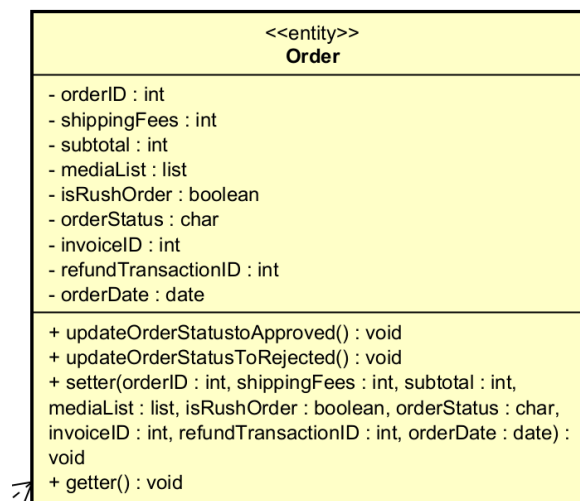 <<entity>>
Order
- orderID : int
- shippingFees : int
- subtotal : int
- mediaList : list
- isRushOrder : boolean
- orderStatus : char
- invoiceID : int
- refundTransactionID : int
- orderDate : date
+ updateOrderStatustoApproved() : void
+ updateOrderStatusToRejected() : void
+ setter(orderID : int, shippingFees : int, subtotal : int,
mediaList : list, isRushOrder : boolean, orderStatus : char,
invoiceID : int, refundTransactionID : int, orderDate : date) :
void
+ getter() : void